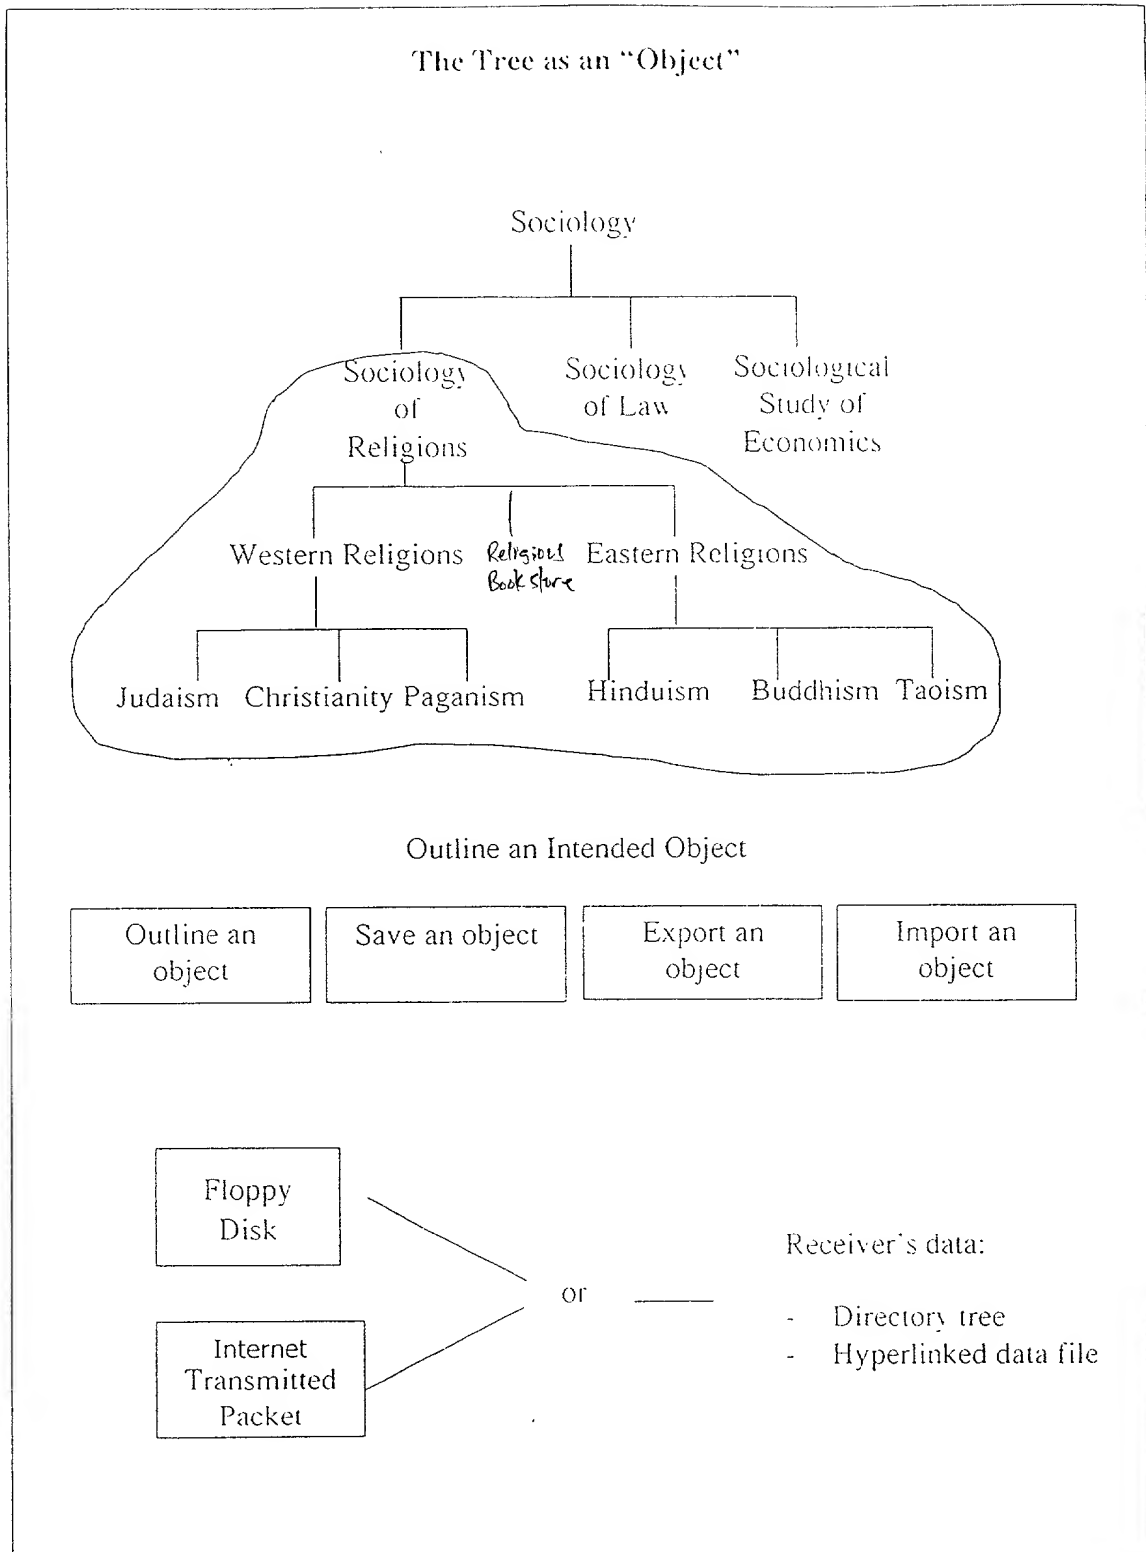 The Tree as an “Object”
Sociology
Sociology
of
Religions
Sociology
of Law
Sociological
Study of
Economics
Western Religions
Religious
Book store
Eastern Religions
Judaism
Christianity
Paganism
Hinduism
Buddhism
Taoism
Outline an Intended Object
Outline an
object
Save an object
Export an
object
Import an
object
Floppy
Disk
Internet
Transmitted
Packet
or
Receiver's data:
- Directory tree
- Hyperlinked data file